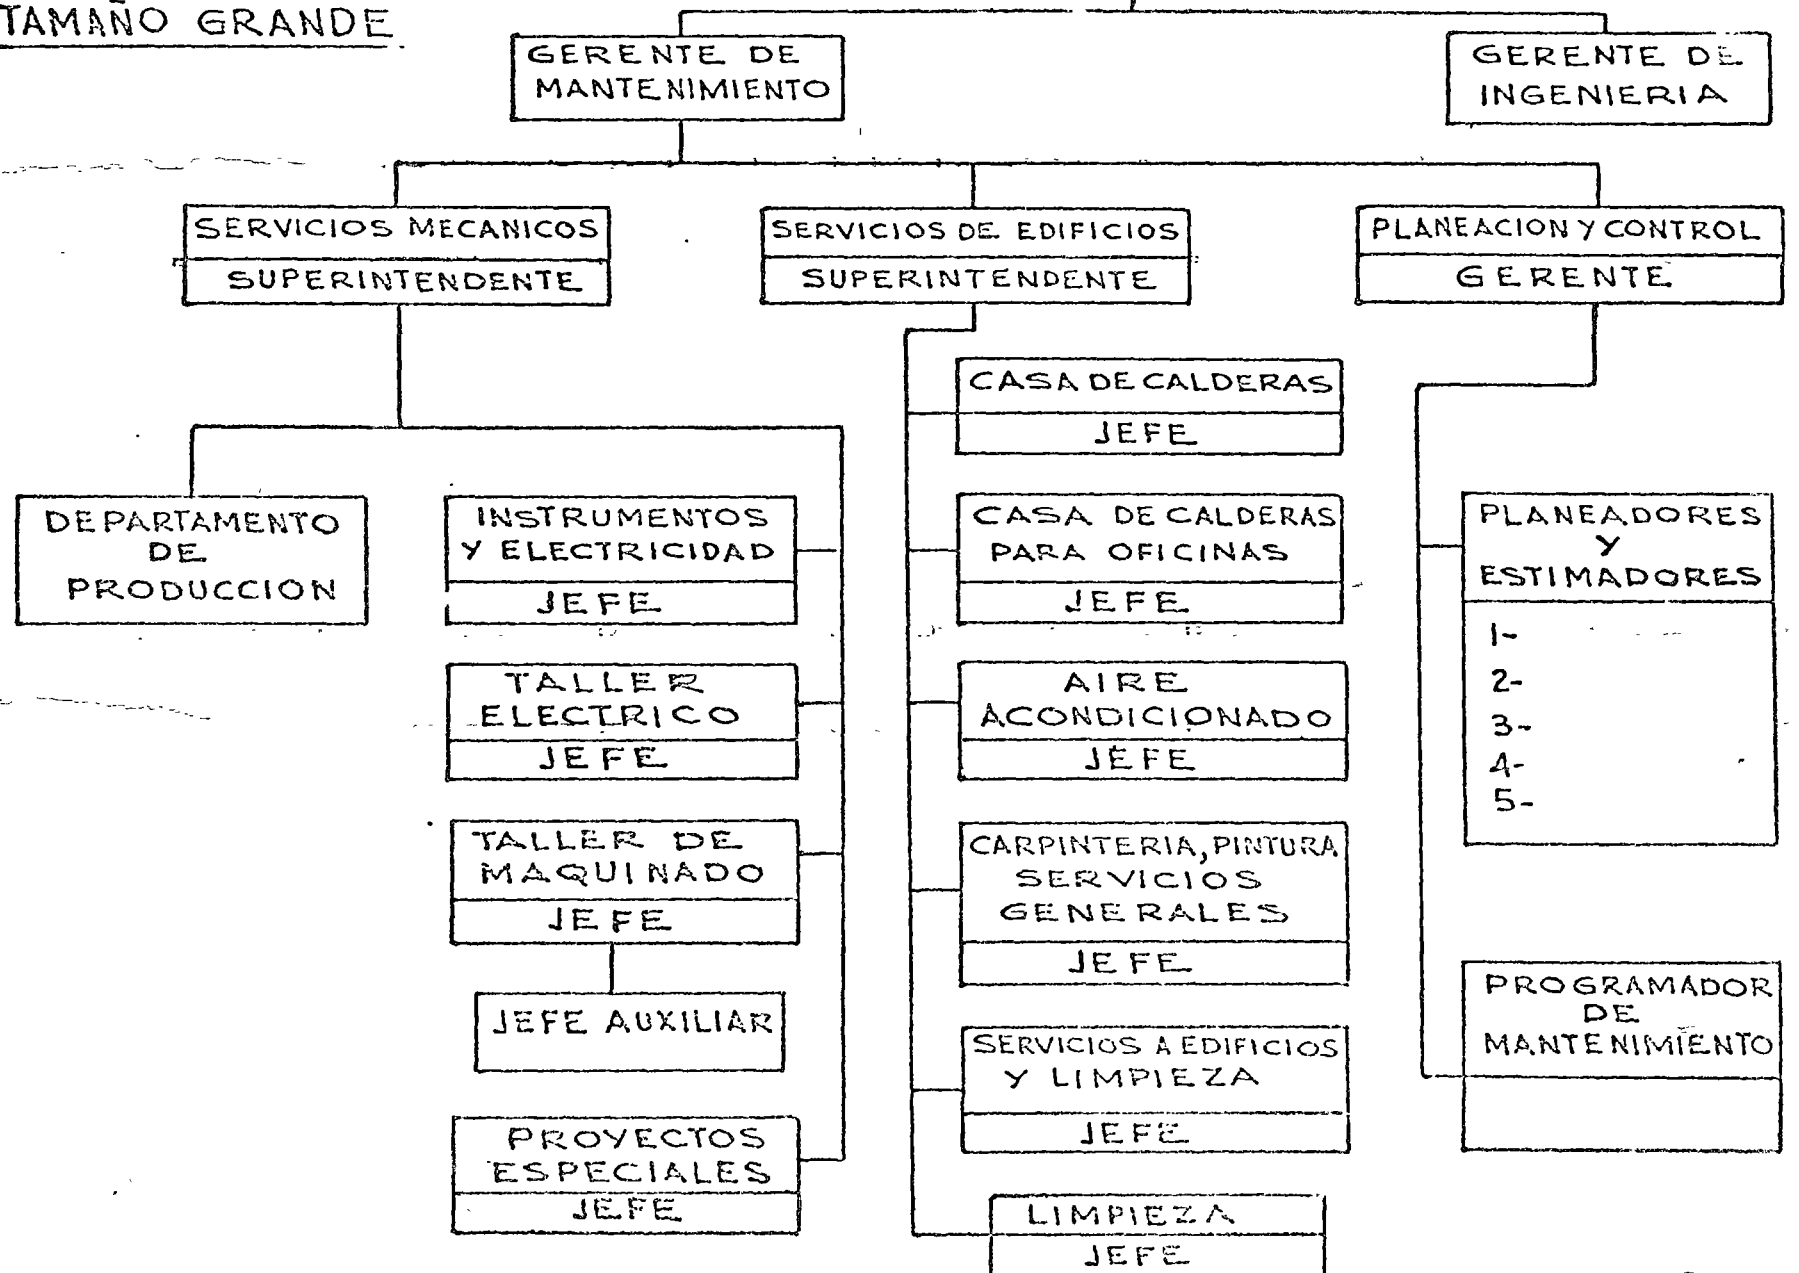 TAMAÑO GRANDE
GERENTE DE
MANTENIMIENTO
GERENTE DE
INGENIERIA
SERVICIOS MECANICOS
SUPERINTENDENTE
SERVICIOS DE EDIFICIOS
SUPERINTENDENTE
PLANEACION Y CONTROL
GERENTE
DEPARTAMENTO
DE
PRODUCCION
INSTRUMENTOS
Y ELECTRICIDAD
JEFE
TALLER
ELECTRICO
JEFE
TALLER DE
MAQUINADO
JEFE
JEFE AUXILIAR
PROYECTOS
ESPECIALES
JEFE
CASA DE CALDERAS
JEFE
CASA DE CALDERAS
PARA OFICINAS
JEFE
AIRE
ACONDICIONADO
JEFE
CARPINTERIA, PINTURA
SERVICIOS
GENERALES
JEFE
SERVICIOS A EDIFICIOS
Y LIMPIEZA
JEFE
LIMPIEZA
JEFE
PLANEADORES
Y
ESTIMADORES
1-
2-
3-
4-
5-
PROGRAMADOR
DE
MANTENIMIENTO